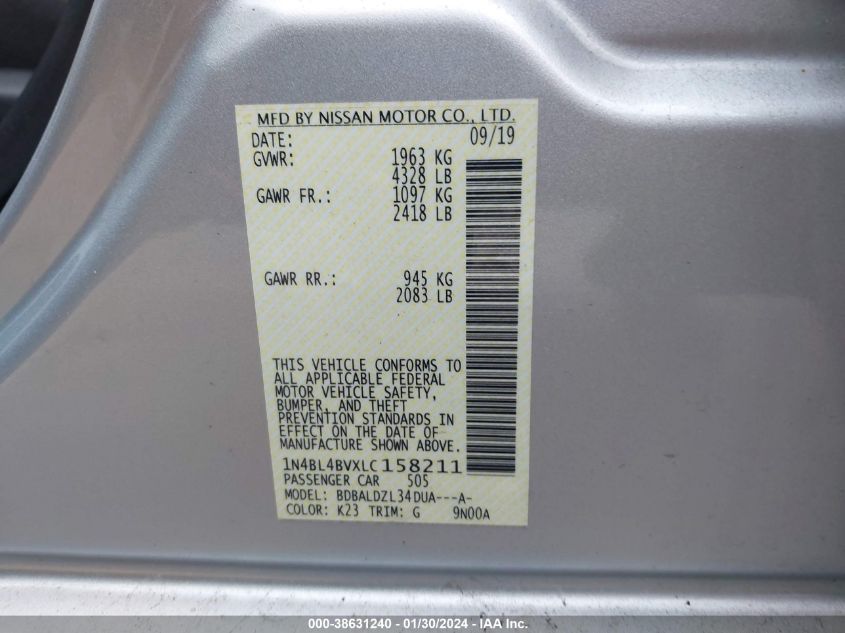 MFD BY NISSAN MOTOR CO., LTD.
DATE: 09/19
GVWR: 1963 KG
4328 LB
GAWR FR.: 1097 KG
2418 LB
GAWR RR.: 945 KG
2083 LB
THIS VEHICLE CONFORMS TO
ALL APPLICABLE FEDERAL
MOTOR VEHICLE SAFETY,
BUMPER, AND THEFT
PREVENTION STANDARDS IN
EFFECT ON THE DATE OF
MANUFACTURE SHOWN ABOVE.
1N4BL4BVXLC158211
PASSENGER CAR 505
MODEL: BDBALDZL34DUA---A-
COLOR: K23 TRIM: G 9N00A
000-38631240 - 01/30/2024 - IAA Inc.